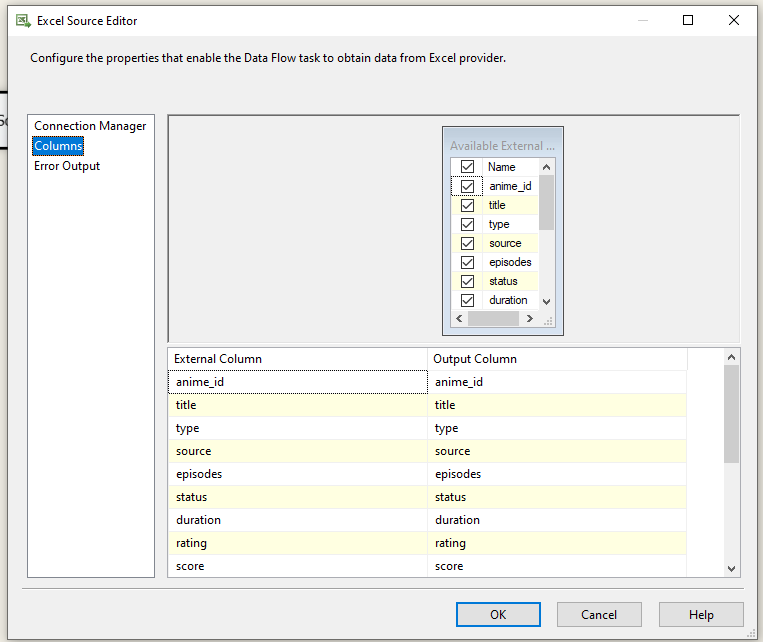 Excel Source Editor
Configure the properties that enable the Data Flow task to obtain data from Excel provider.
Connection Manager
Columns
Error Output
Available External ...
Name
anime_id
title
type
source
episodes
status
duration
External Column Output Column
anime_id anime_id
title title
type type
source source
episodes episodes
status status
duration duration
rating rating
score score
OK Cancel Help